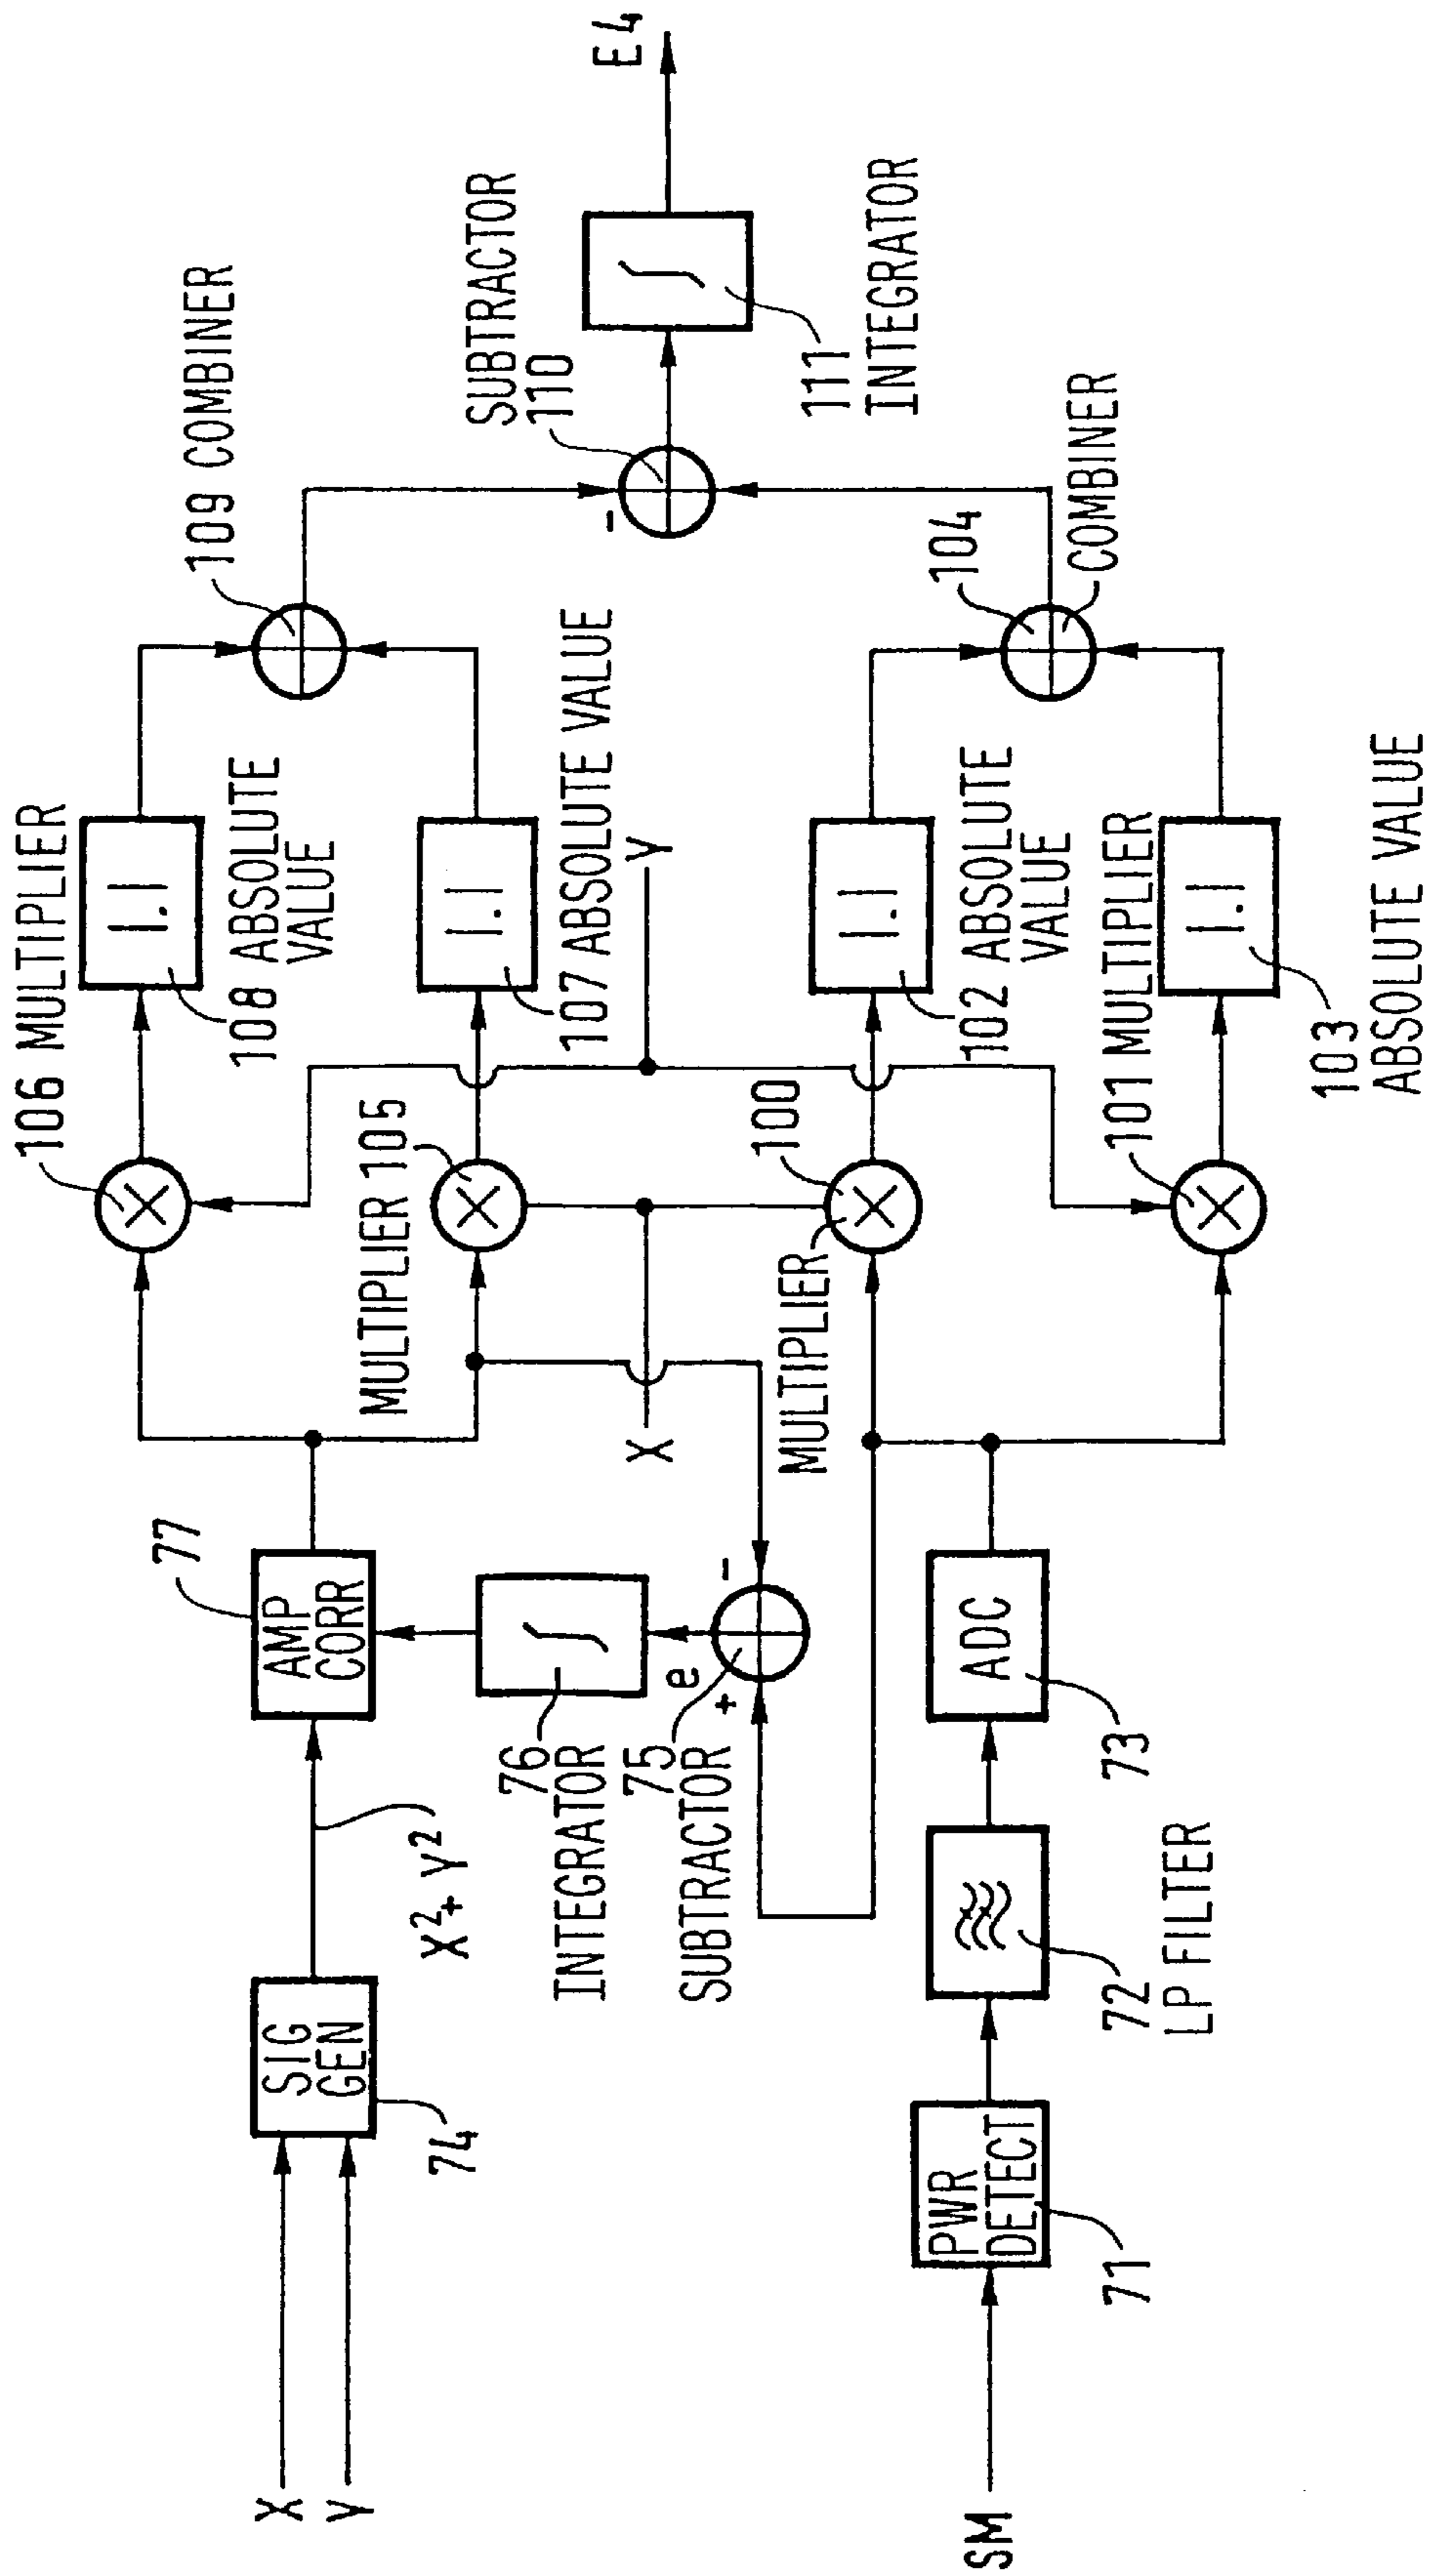 X
Y
SIG
GEN
74
X²+Y²
AMP
CORR
77
106 MULTIPLIER
108 ABSOLUTE
VALUE
109 COMBINER
MULTIPLIER 105
107 ABSOLUTE VALUE
76
INTEGRATOR
75
SUBTRACTOR
e
+
-
X
Y
SUBTRACTOR
110
-
111
INTEGRATOR
E4
MULTIPLIER
100
102 ABSOLUTE
VALUE
104
COMBINER
101 MULTIPLIER
103
ABSOLUTE VALUE
|.|
|.|
|.|
|.|
SM
PWR
DETECT
71
72
LP FILTER
ADC
73